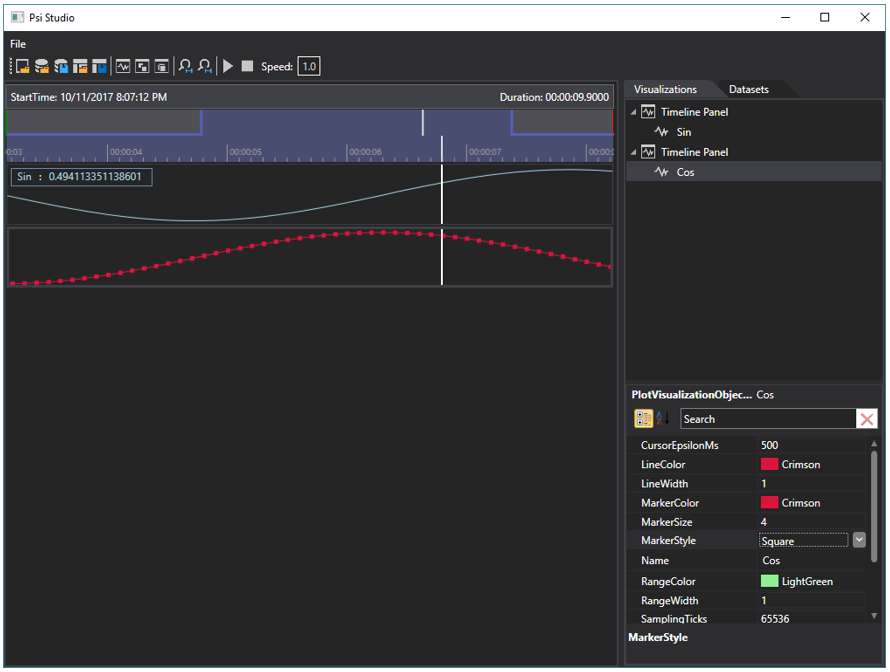 Psi Studio
File
Speed: 1.0
StartTime: 10/11/2017 8:07:12 PM Duration: 00:00:09.9000
0:03 00:00:04 00:00:05 00:00:06 00:00:07 00:00:0
Sin : 0.494113351138601
Visualizations Datasets
Timeline Panel
Sin
Timeline Panel
Cos
PlotVisualizationObjec... Cos
Search
CursorEpsilonMs 500
LineColor Crimson
LineWidth 1
MarkerColor Crimson
MarkerSize 4
MarkerStyle Square
Name Cos
RangeColor LightGreen
RangeWidth 1
SamplingTicks 65536
MarkerStyle